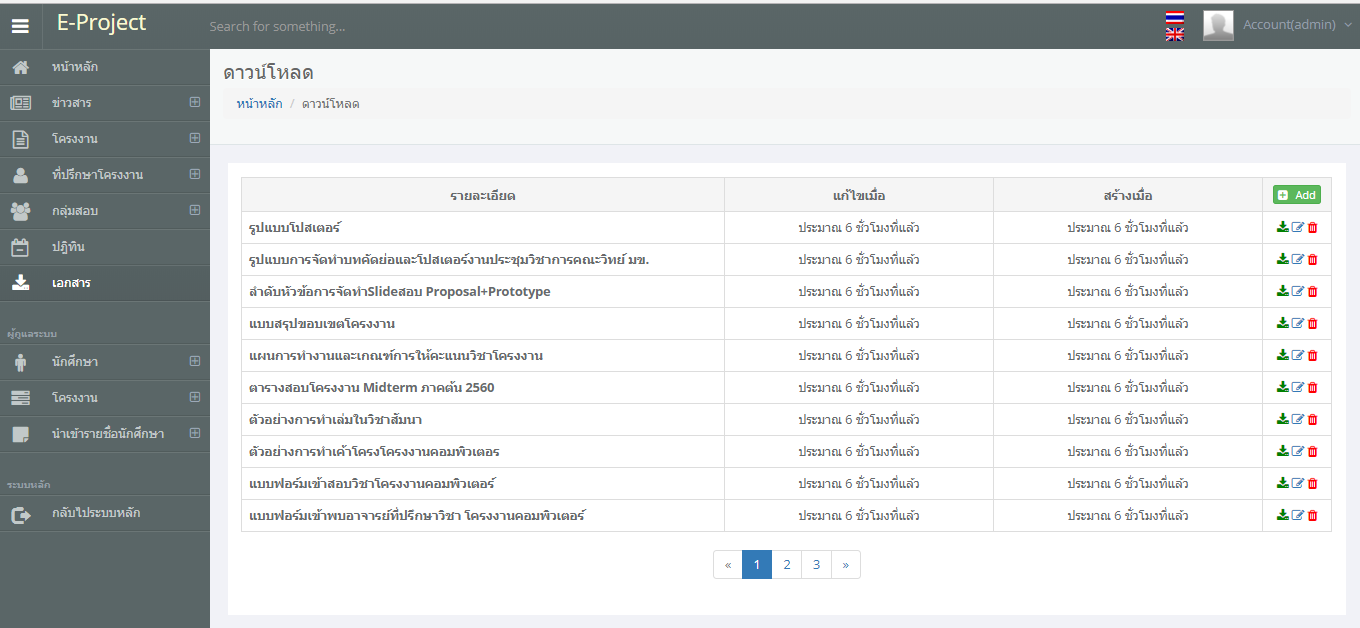 E-Project
Search for something...
Account(admin)
หน้าหลัก
ข่าวสาร
โครงงาน
ที่ปรึกษาโครงงาน
กลุ่มสอบ
ปฏิทิน
เอกสาร
ผู้ดูแลระบบ
นักศึกษา
โครงงาน
นำเข้ารายชื่อนักศึกษา
ระบบหลัก
กลับไประบบหลัก
ดาวน์โหลด
หน้าหลัก / ดาวน์โหลด
รายละเอียด แก้ไขเมื่อ สร้างเมื่อ Add
รูปแบบโปสเตอร์ ประมาณ 6 ชั่วโมงที่แล้ว ประมาณ 6 ชั่วโมงที่แล้ว
รูปแบบการจัดทำบทคัดย่อและโปสเตอร์งานประชุมวิชาการคณะวิทย์ มข. ประมาณ 6 ชั่วโมงที่แล้ว ประมาณ 6 ชั่วโมงที่แล้ว
ลำดับหัวข้อการจัดทำSlideสอบ Proposal+Prototype ประมาณ 6 ชั่วโมงที่แล้ว ประมาณ 6 ชั่วโมงที่แล้ว
แบบสรุปขอบเขตโครงงาน ประมาณ 6 ชั่วโมงที่แล้ว ประมาณ 6 ชั่วโมงที่แล้ว
แผนการทำงานและเกณฑ์การให้คะแนนวิชาโครงงาน ประมาณ 6 ชั่วโมงที่แล้ว ประมาณ 6 ชั่วโมงที่แล้ว
ตารางสอบโครงงาน Midterm ภาคต้น 2560 ประมาณ 6 ชั่วโมงที่แล้ว ประมาณ 6 ชั่วโมงที่แล้ว
ตัวอย่างการทำเล่มในวิชาสัมนา ประมาณ 6 ชั่วโมงที่แล้ว ประมาณ 6 ชั่วโมงที่แล้ว
ตัวอย่างการทำเค้าโครงโครงงานคอมพิวเตอร ประมาณ 6 ชั่วโมงที่แล้ว ประมาณ 6 ชั่วโมงที่แล้ว
แบบฟอร์มเข้าสอบวิชาโครงงานคอมพิวเตอร์ ประมาณ 6 ชั่วโมงที่แล้ว ประมาณ 6 ชั่วโมงที่แล้ว
แบบฟอร์มเข้าพบอาจารย์ที่ปรึกษาวิชา โครงงานคอมพิวเตอร์ ประมาณ 6 ชั่วโมงที่แล้ว ประมาณ 6 ชั่วโมงที่แล้ว
« 1 2 3 »